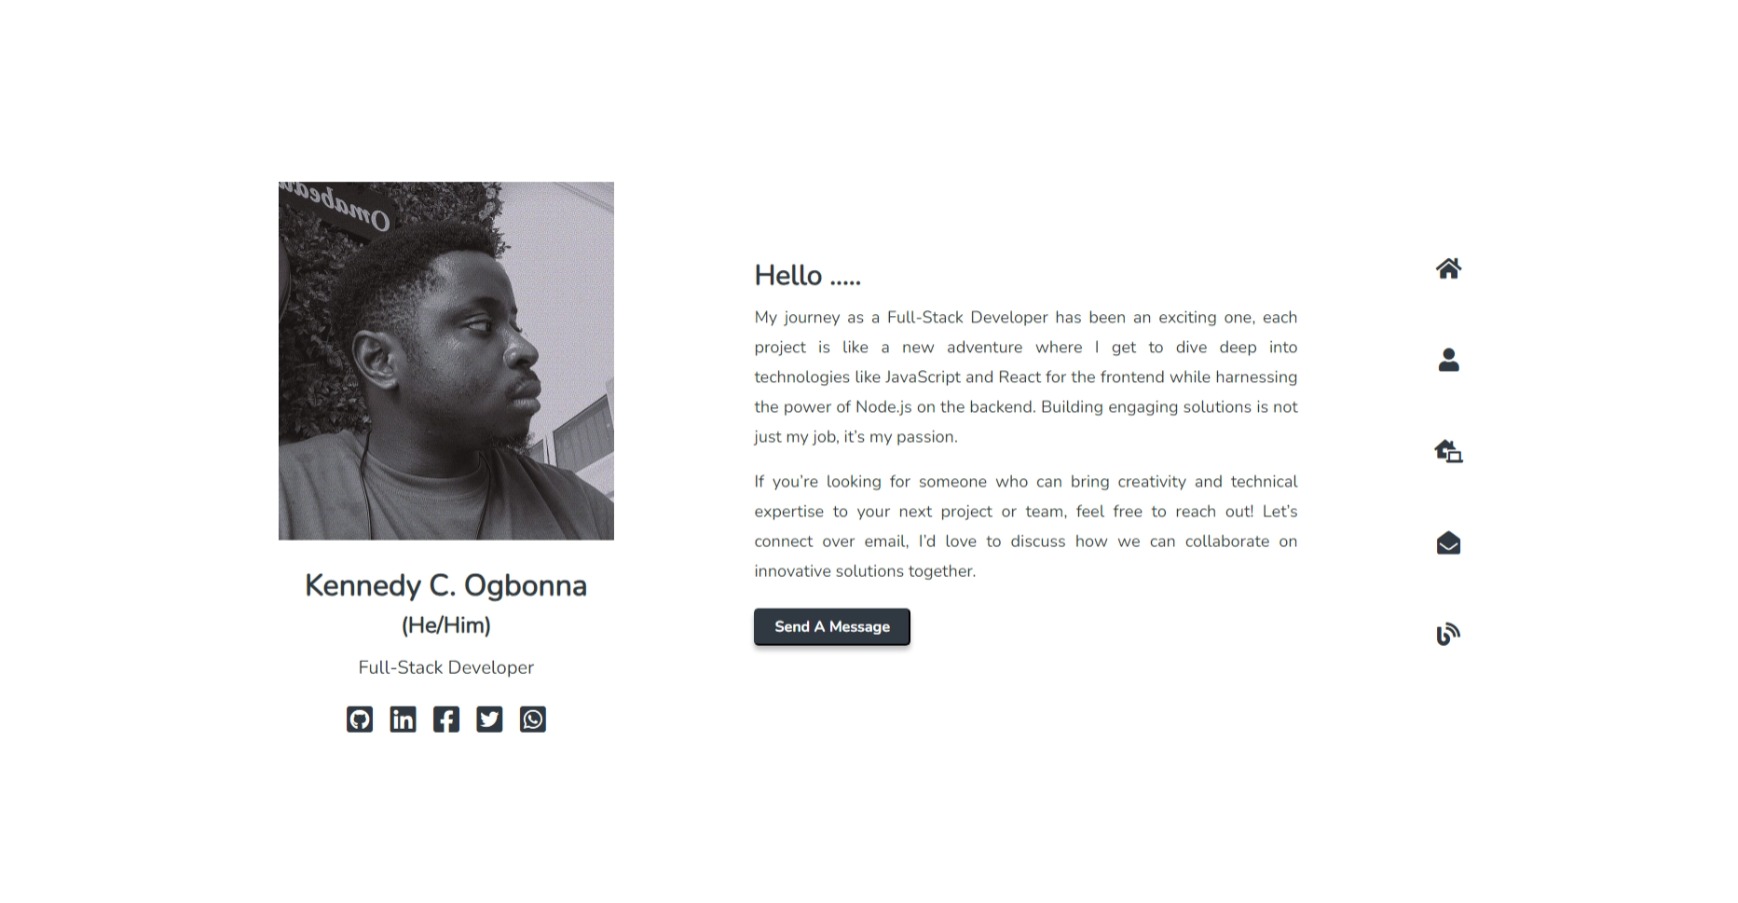 Omabeau
Kennedy C. Ogbonna
(He/Him)
Full-Stack Developer
Hello .....
My journey as a Full-Stack Developer has been an exciting one, each
project is like a new adventure where I get to dive deep into
technologies like JavaScript and React for the frontend while harnessing
the power of Node.js on the backend. Building engaging solutions is not
just my job, it’s my passion.
If you’re looking for someone who can bring creativity and technical
expertise to your next project or team, feel free to reach out! Let’s
connect over email, I’d love to discuss how we can collaborate on
innovative solutions together.
Send A Message